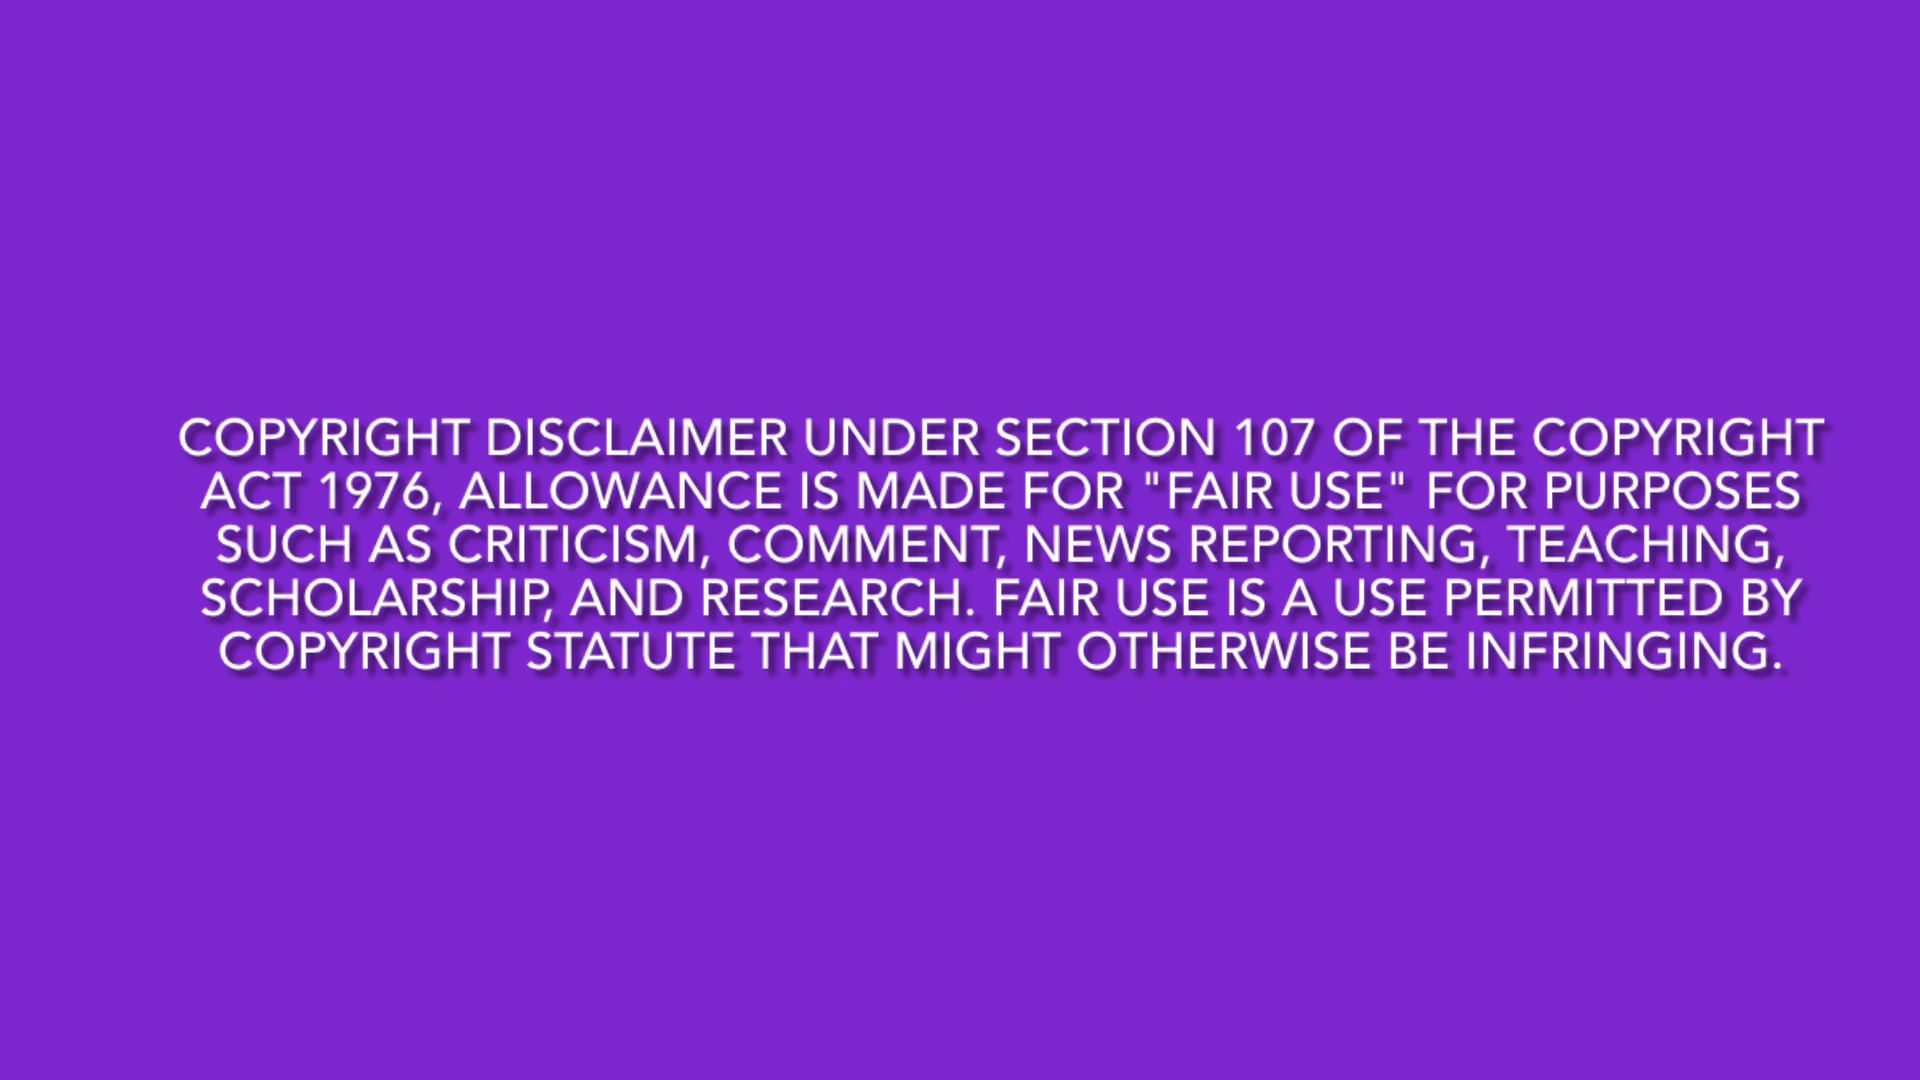 COPYRIGHT DISCLAIMER UNDER SECTION 107 OF THE COPYRIGHT
ACT 1976, ALLOWANCE IS MADE FOR "FAIR USE" FOR PURPOSES
SUCH AS CRITICISM, COMMENT, NEWS REPORTING, TEACHING,
SCHOLARSHIP, AND RESEARCH. FAIR USE IS A USE PERMITTED BY
COPYRIGHT STATUTE THAT MIGHT OTHERWISE BE INFRINGING.